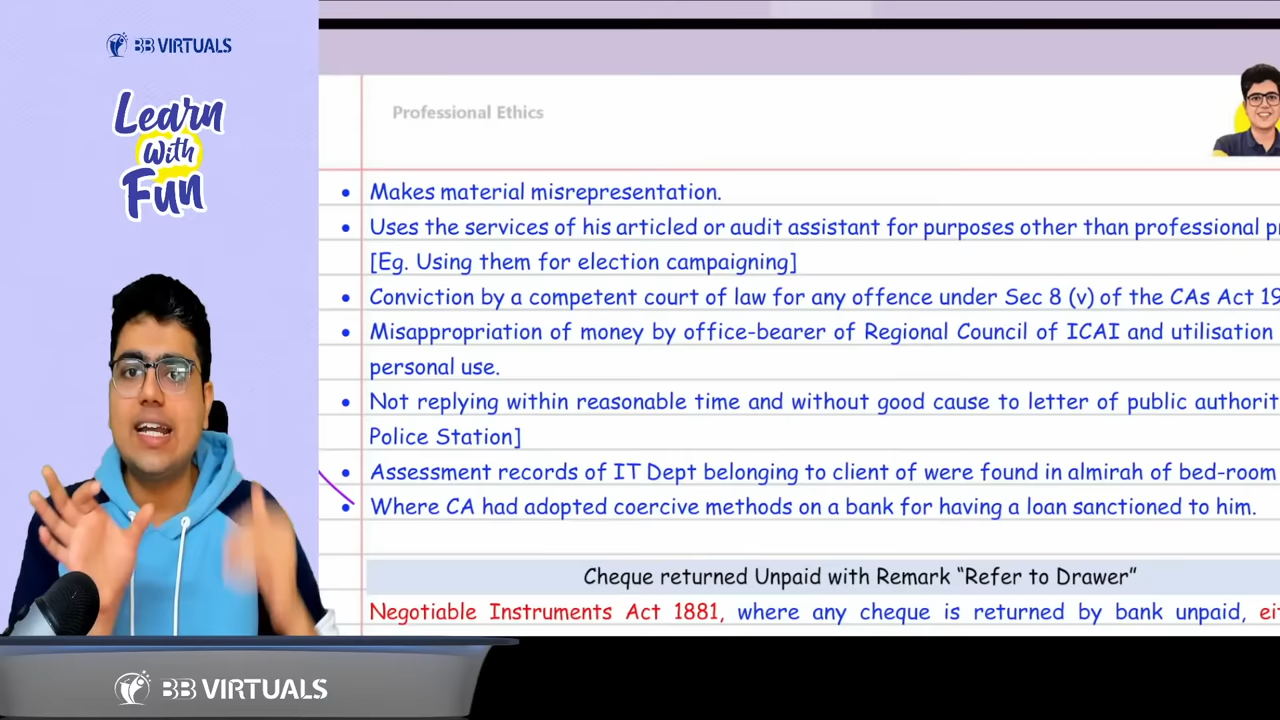 BB VIRTUALS
Learn
With
Fun
Professional Ethics
• Makes material misrepresentation.
• Uses the services of his articled or audit assistant for purposes other than professional
[Eg. Using them for election campaigning]
• Conviction by a competent court of law for any offence under Sec 8 (v) of the CAs Act
• Misappropriation of money by office-bearer of Regional Council of ICAI and utilisation
personal use.
• Not replying within reasonable time and without good cause to letter of public
Police Station]
• Assessment records of IT Dept belonging to client of were found in almirah of bed-room
• Where CA had adopted coercive methods on a bank for having a loan sanctioned to him.
Cheque returned Unpaid with Remark “Refer to Drawer”
Negotiable Instruments Act 1881, where any cheque is returned by bank unpaid,
BB VIRTUALS